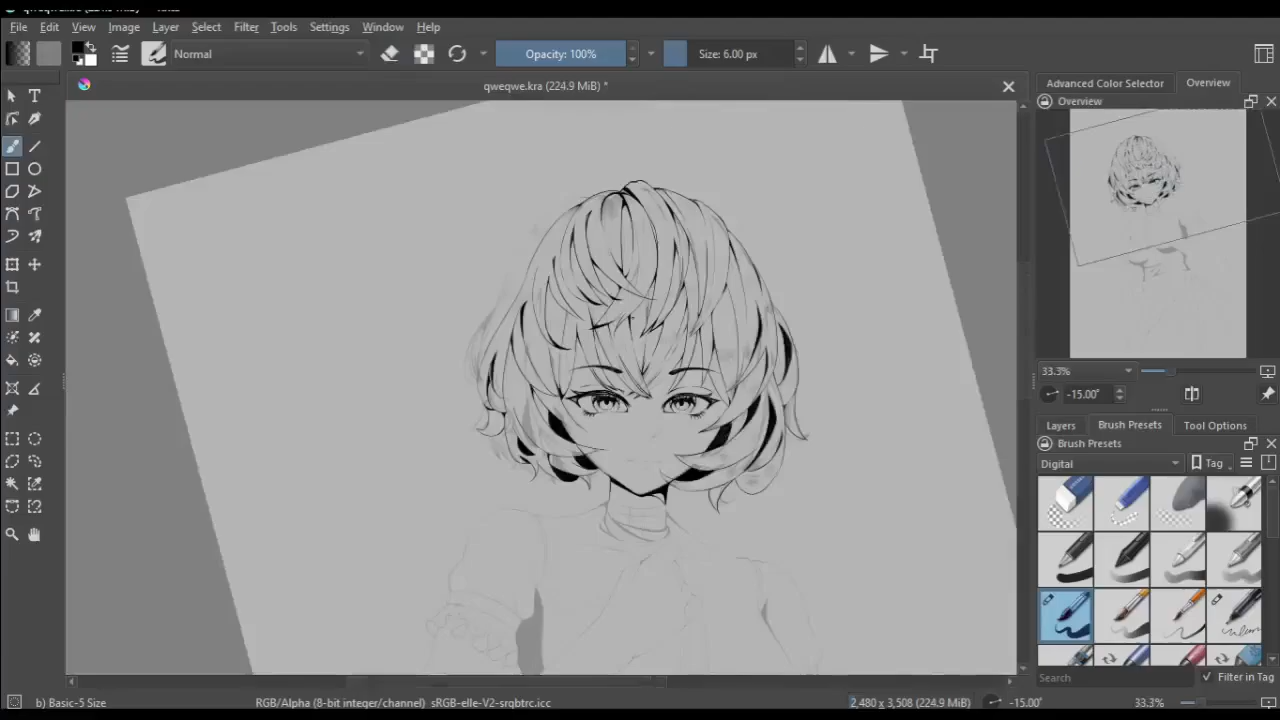 File Edit View Image Layer Select Filter Tools Settings Window Help
Normal
Opacity: 100%
Size: 6.00 px
qweqwe.kra (224.9 MiB) *
Advanced Color Selector
Overview
Overview
33.3%
-15.00°
Layers
Brush Presets
Tool Options
Brush Presets
Digital
Tag
Search
Filter in Tag
b) Basic-5 Size
RGB/Alpha (8-bit integer/channel) sRGB-elle-V2-srgbtrc.icc
2,480 x 3,508 (224.9 MiB)
-15.00°
33.3%